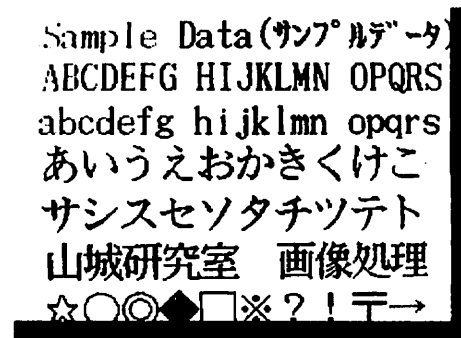 Sample Data(サンプルデータ)
ABCDEFG HIJKLMN OPQRS
abcdefg hijklmn opqrs
あいうえおかきくけこ
サシスセソタチツテト
山城研究室　画像処理
☆○◎◆□※?!〒→